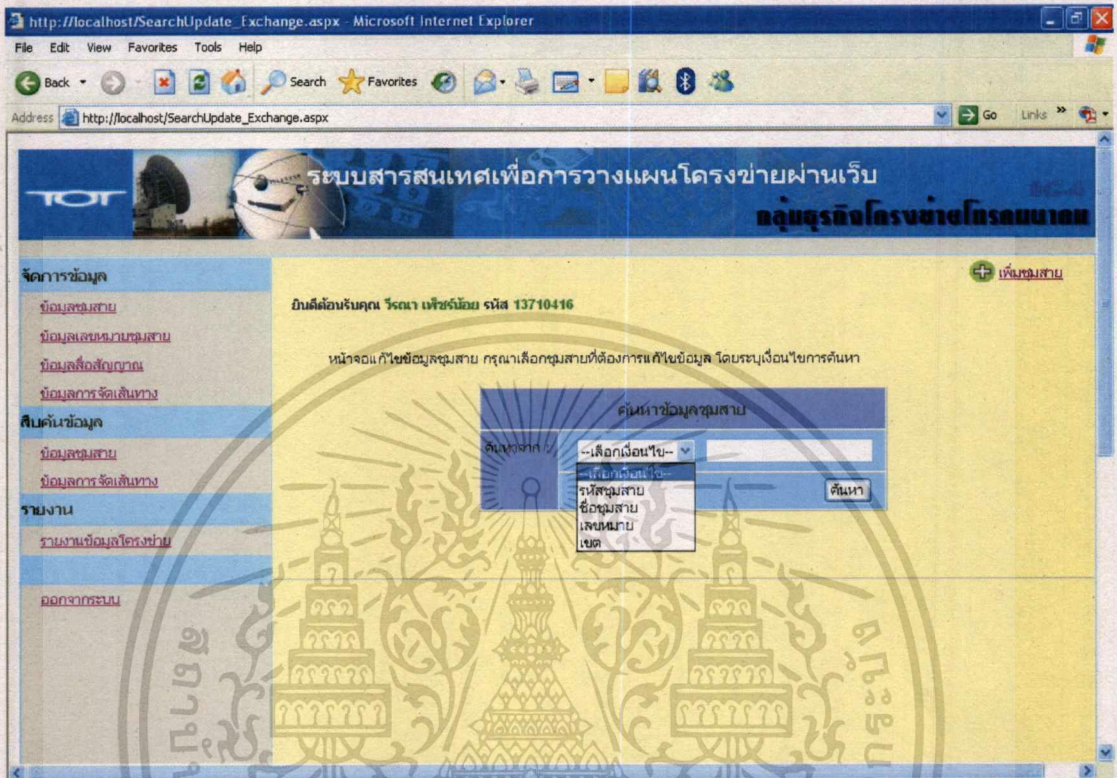 http://localhost/SearchUpdate_Exchange.aspx - Microsoft Internet Explorer
File Edit View Favorites Tools Help
Back Search Favorites
Address http://localhost/SearchUpdate_Exchange.aspx Go Links
TOT
ระบบสารสนเทศเพื่อการวางแผนโครงข่ายผ่านเว็บ
กลุ่มธุรกิจโครงข่ายโทรคมนาคม
จัดการข้อมูล
ข้อมูลชุมสาย
ข้อมูลเลขหมายชุมสาย
ข้อมูลสื่อสัญญาณ
ข้อมูลการจัดเส้นทาง
สืบค้นข้อมูล
ข้อมูลชุมสาย
ข้อมูลการจัดเส้นทาง
รายงาน
รายงานข้อมูลโครงข่าย
ออกจากระบบ
เพิ่มชุมสาย
ยินดีต้อนรับคุณ วีรณา เพ็ชร์น้อย รหัส 13710416
หน้าจอแก้ไขข้อมูลชุมสาย กรุณาเลือกชุมสายที่ต้องการแก้ไขข้อมูล โดยระบุเงื่อนไขการค้นหา
ค้นหาข้อมูลชุมสาย
ค้นหาจาก :
--เลือกเงื่อนไข--
--เลือกเงื่อนไข--
รหัสชุมสาย
ชื่อชุมสาย
เลขหมาย
เขต
ค้นหา